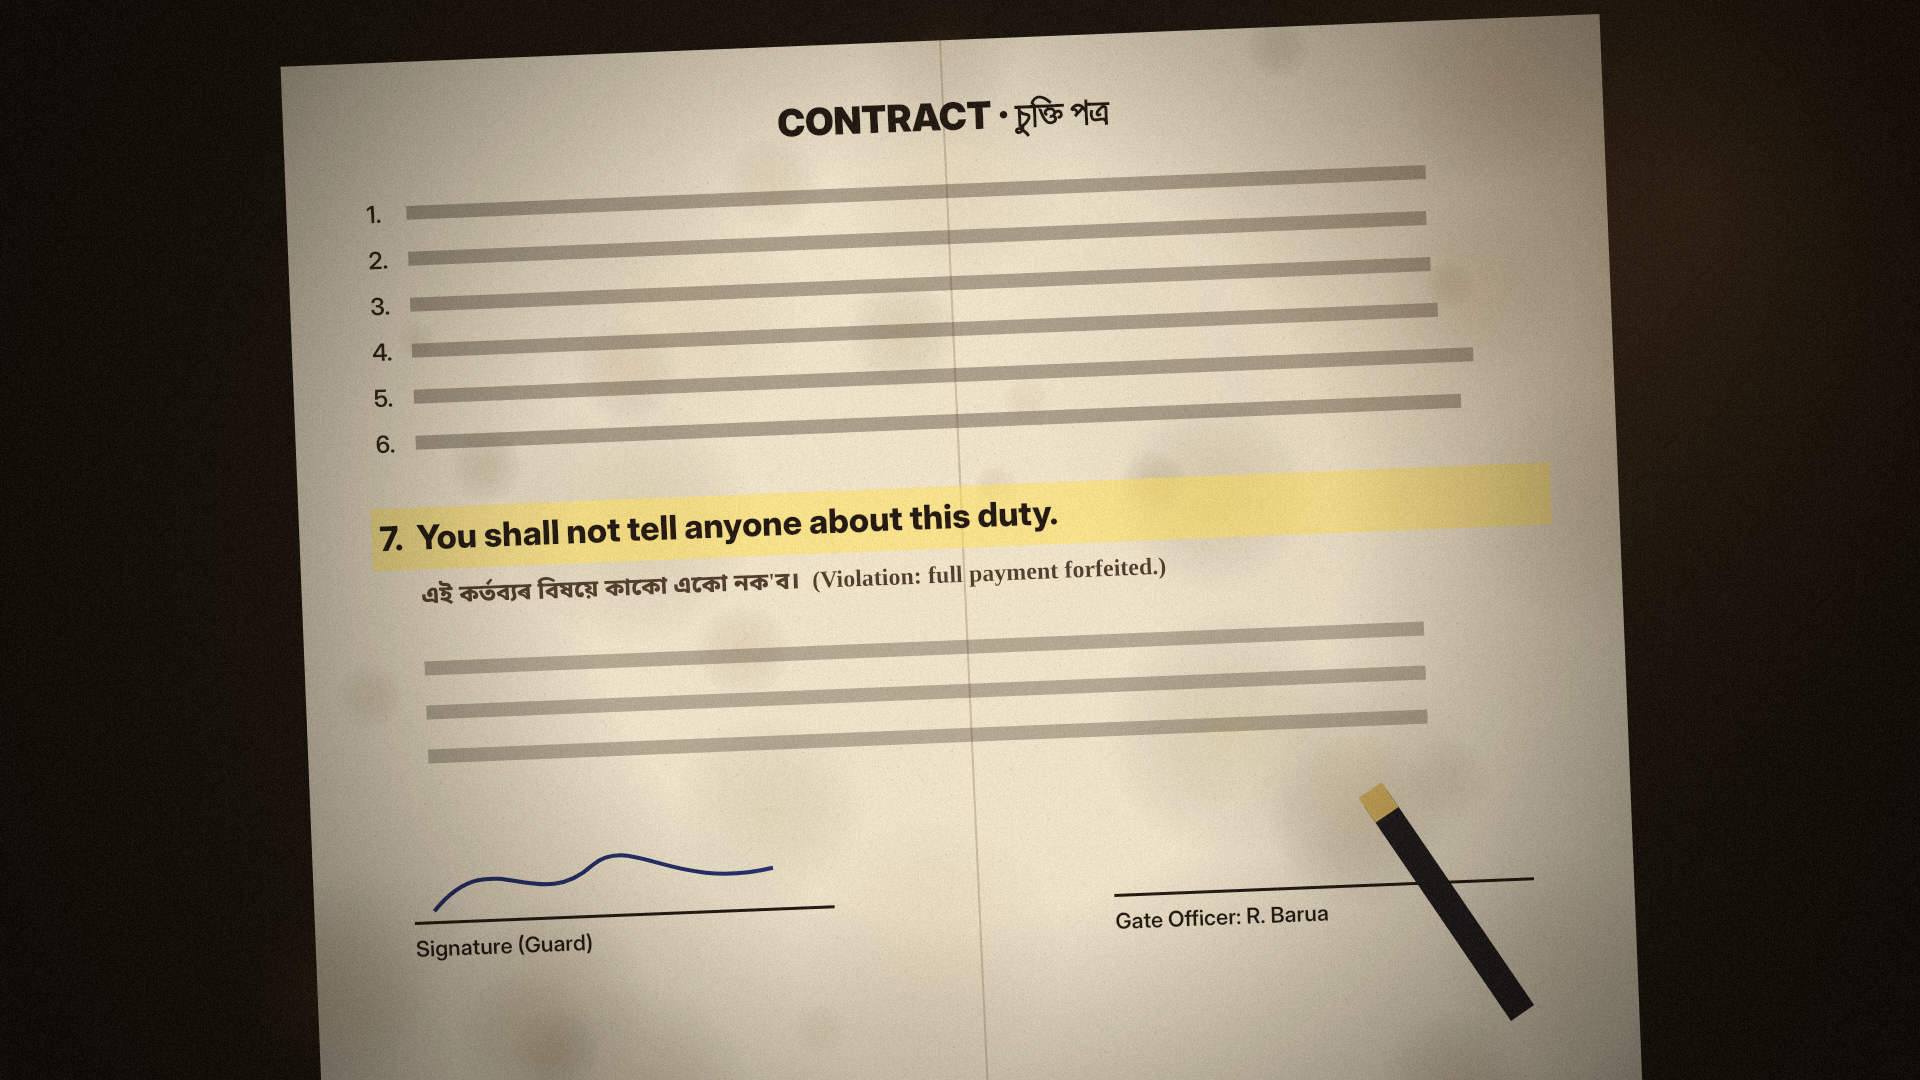 CONTRACT • চুক্তি পত্ৰ
1.
2.
3.
4.
5.
6.
7. You shall not tell anyone about this duty.
এই কৰ্তব্যৰ বিষয়ে কাকো একো নক'ব। (Violation: full payment forfeited.)
Signature (Guard)
Gate Officer: R. Barua